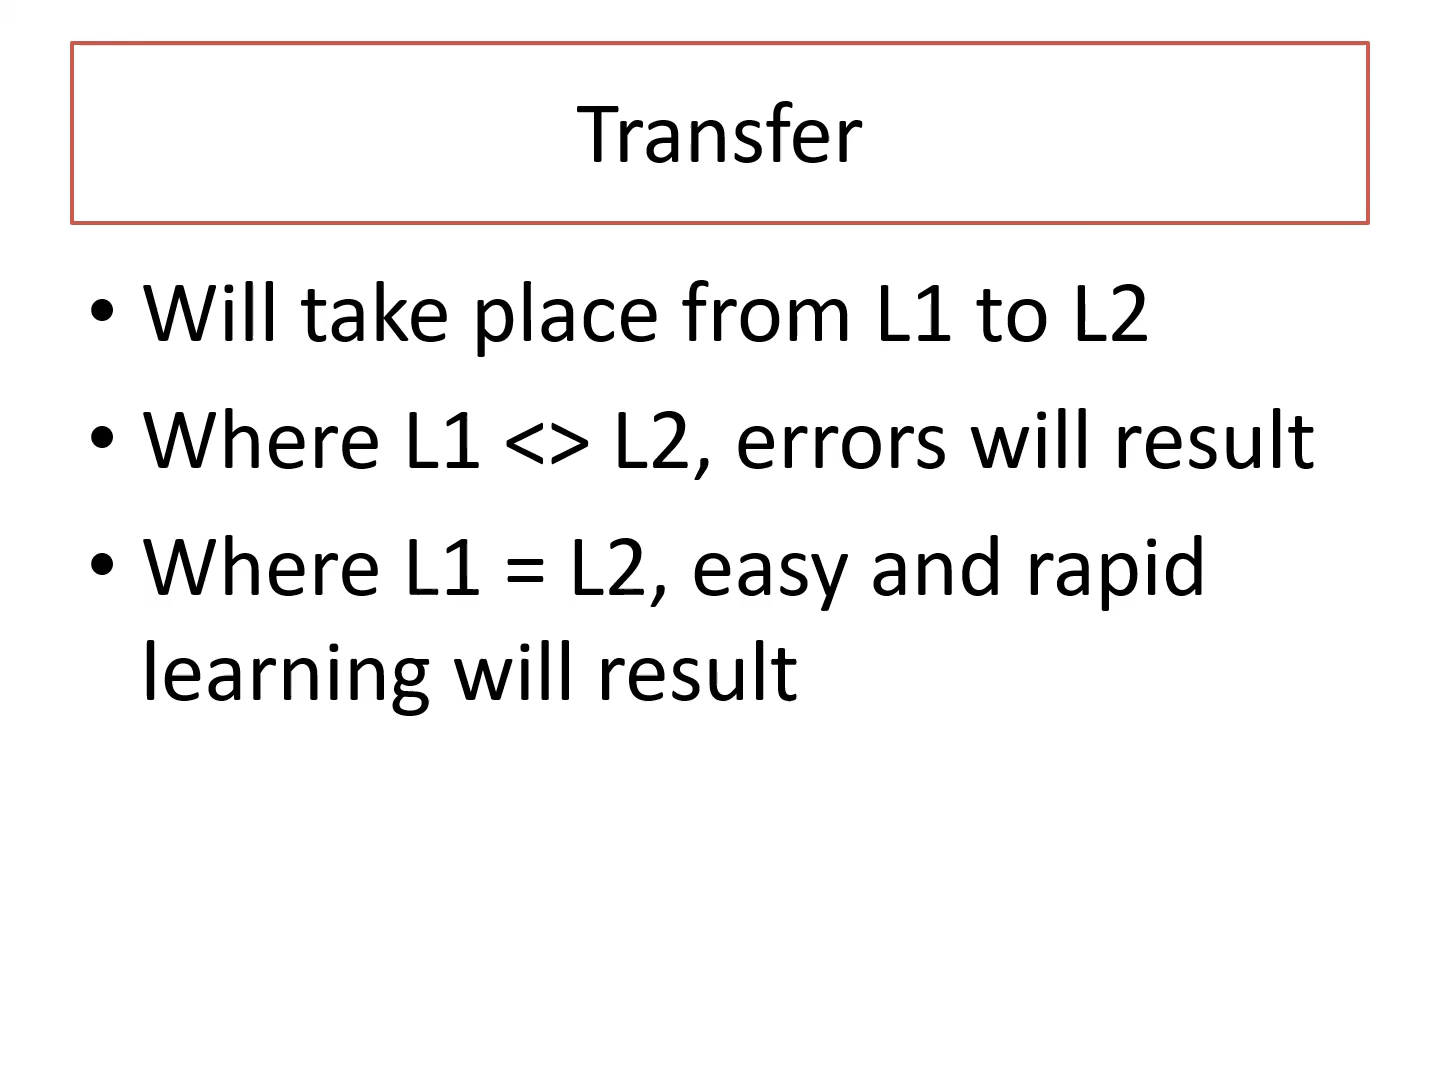 Transfer
• Will take place from L1 to L2
• Where L1 <> L2, errors will result
• Where L1 = L2, easy and rapid
learning will result